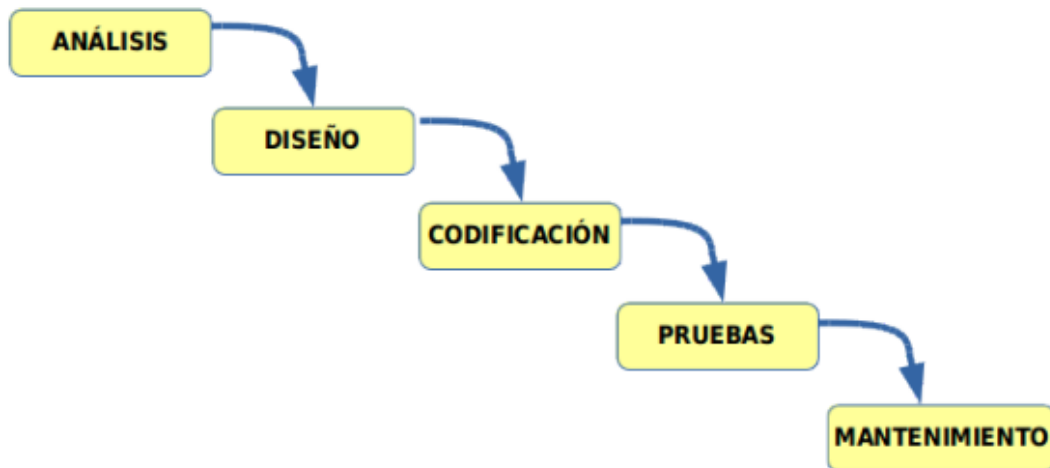 ANÁLISIS
DISEÑO
CODIFICACIÓN
PRUEBAS
MANTENIMIENTO